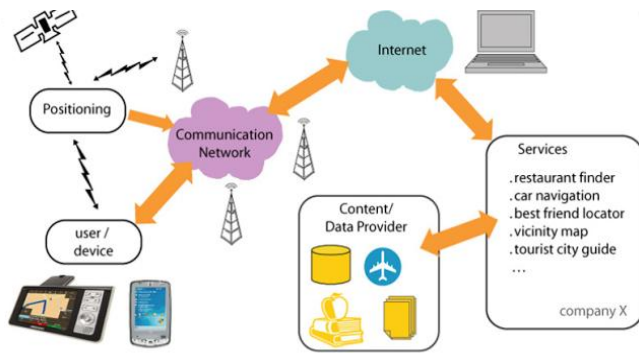 Internet
Positioning
Communication
Network
Services
.restaurant finder
.car navigation
.best friend locator
.vicinity map
.tourist city guide
...
Content/
Data Provider
user /
device
company X